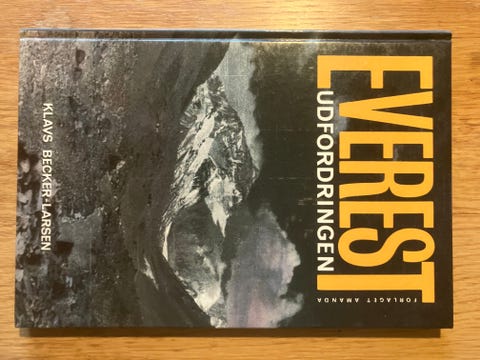 FORLAGET AMANDA
EVEREST
UDFORDRINGEN
KLAVS BECKER-LARSEN